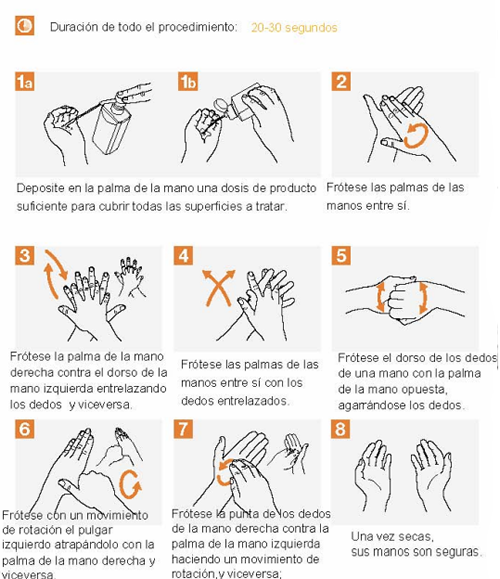 Duración de todo el procedimiento: 20-30 segundos
1a
1b
Deposite en la palma de la mano una dosis de producto
suficiente para cubrir todas las superficies a tratar.
2
Frótese las palmas de las
manos entre sí.
3
Frótese la palma de la mano
derecha contra el dorso de la
mano izquierda entrelazando
los dedos y viceversa.
4
Frótese las palmas de las
manos entre sí con los
dedos entrelazados.
5
Frótese el dorso de los dedos
de una mano con la palma
de la mano opuesta,
agarrándose los dedos.
6
Frótese con un movimiento
de rotación el pulgar
izquierdo atrapándolo con la
palma de la mano derecha y
viceversa.
7
Frótese la punta de los dedos
de la mano derecha contra la
palma de la mano izquierda
haciendo un movimiento de
rotación,y viceversa;
8
Una vez secas,
sus manos son seguras.